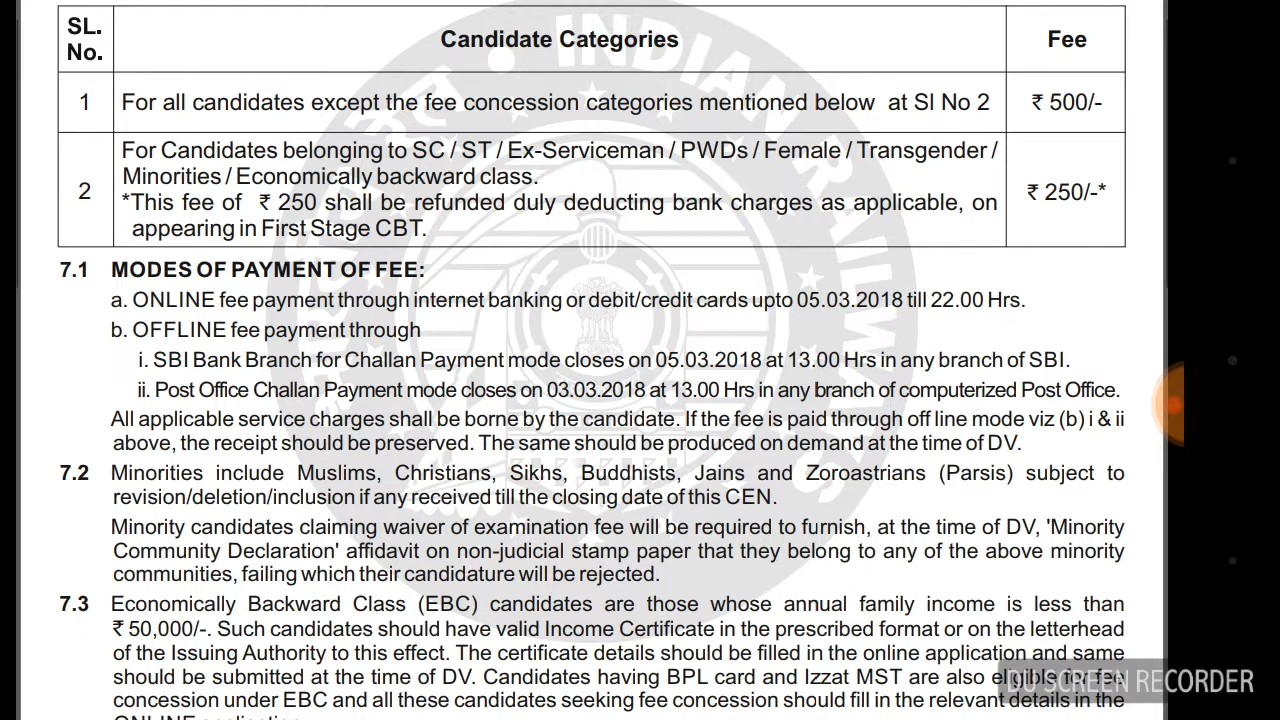 SL. No. Candidate Categories Fee
1 For all candidates except the fee concession categories mentioned below at Sl No 2 ₹ 500/-
For Candidates belonging to SC / ST / Ex-Serviceman / PWDs / Female / Transgender /
Minorities / Economically backward class.
2 ₹ 250/-*
*This fee of ₹ 250 shall be refunded duly deducting bank charges as applicable, on
appearing in First Stage CBT.
7.1 MODES OF PAYMENT OF FEE:
a. ONLINE fee payment through internet banking or debit/credit cards upto 05.03.2018 till 22.00 Hrs.
b. OFFLINE fee payment through
i. SBI Bank Branch for Challan Payment mode closes on 05.03.2018 at 13.00 Hrs in any branch of SBI.
ii. Post Office Challan Payment mode closes on 03.03.2018 at 13.00 Hrs in any branch of computerized Post Office.
All applicable service charges shall be borne by the candidate. If the fee is paid through off line mode viz (b) i & ii
above, the receipt should be preserved. The same should be produced on demand at the time of DV.
7.2 Minorities include Muslims, Christians, Sikhs, Buddhists, Jains and Zoroastrians (Parsis) subject to
revision/deletion/inclusion if any received till the closing date of this CEN.
Minority candidates claiming waiver of examination fee will be required to furnish, at the time of DV, 'Minority
Community Declaration' affidavit on non-judicial stamp paper that they belong to any of the above minority
communities, failing which their candidature will be rejected.
7.3 Economically Backward Class (EBC) candidates are those whose annual family income is less than
₹ 50,000/-. Such candidates should have valid Income Certificate in the prescribed format or on the letterhead
of the Issuing Authority to this effect. The certificate details should be filled in the online application and same
should be submitted at the time of DV. Candidates having BPL card and Izzat MST are also eligible for fee
concession under EBC and an these candidates seeking fee concession should fill in the relevant details in the
ONLINE application.
INDIAN RAILWAYS
DU SCREEN RECORDER